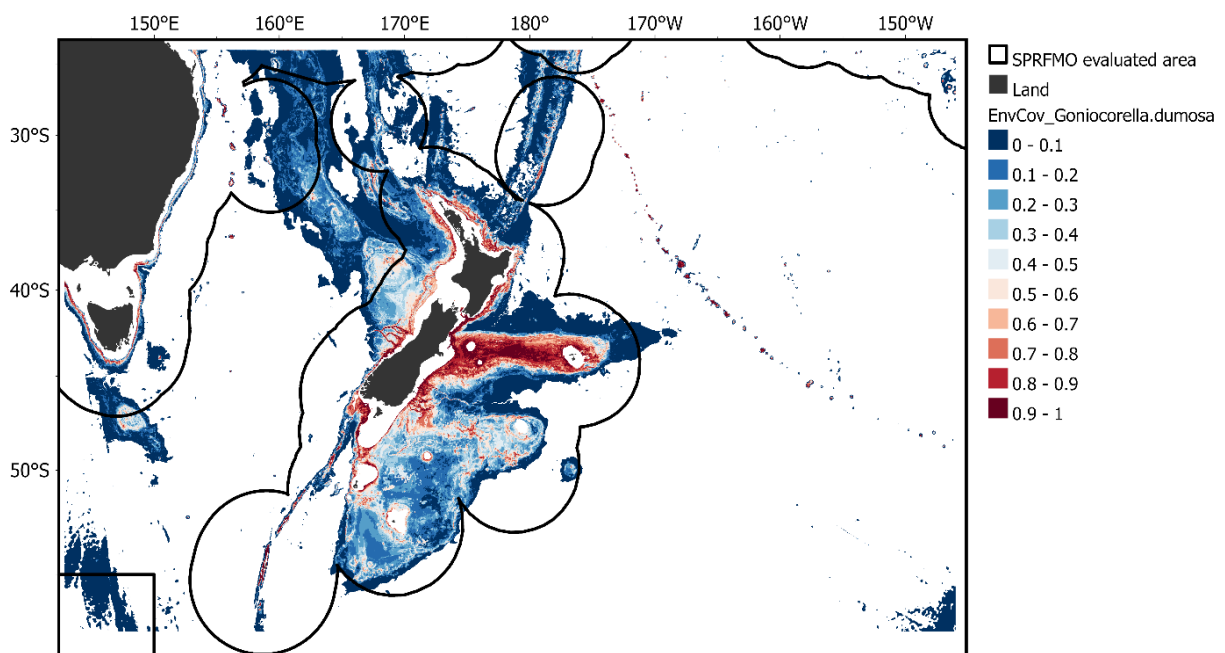 150°E 160°E 170°E 180° 170°W 160°W 150°W
30°S
40°S
50°S
SPRFMO evaluated area
Land
EnvCov_Goniocorella.dumosa
0 - 0.1
0.1 - 0.2
0.2 - 0.3
0.3 - 0.4
0.4 - 0.5
0.5 - 0.6
0.6 - 0.7
0.7 - 0.8
0.8 - 0.9
0.9 - 1